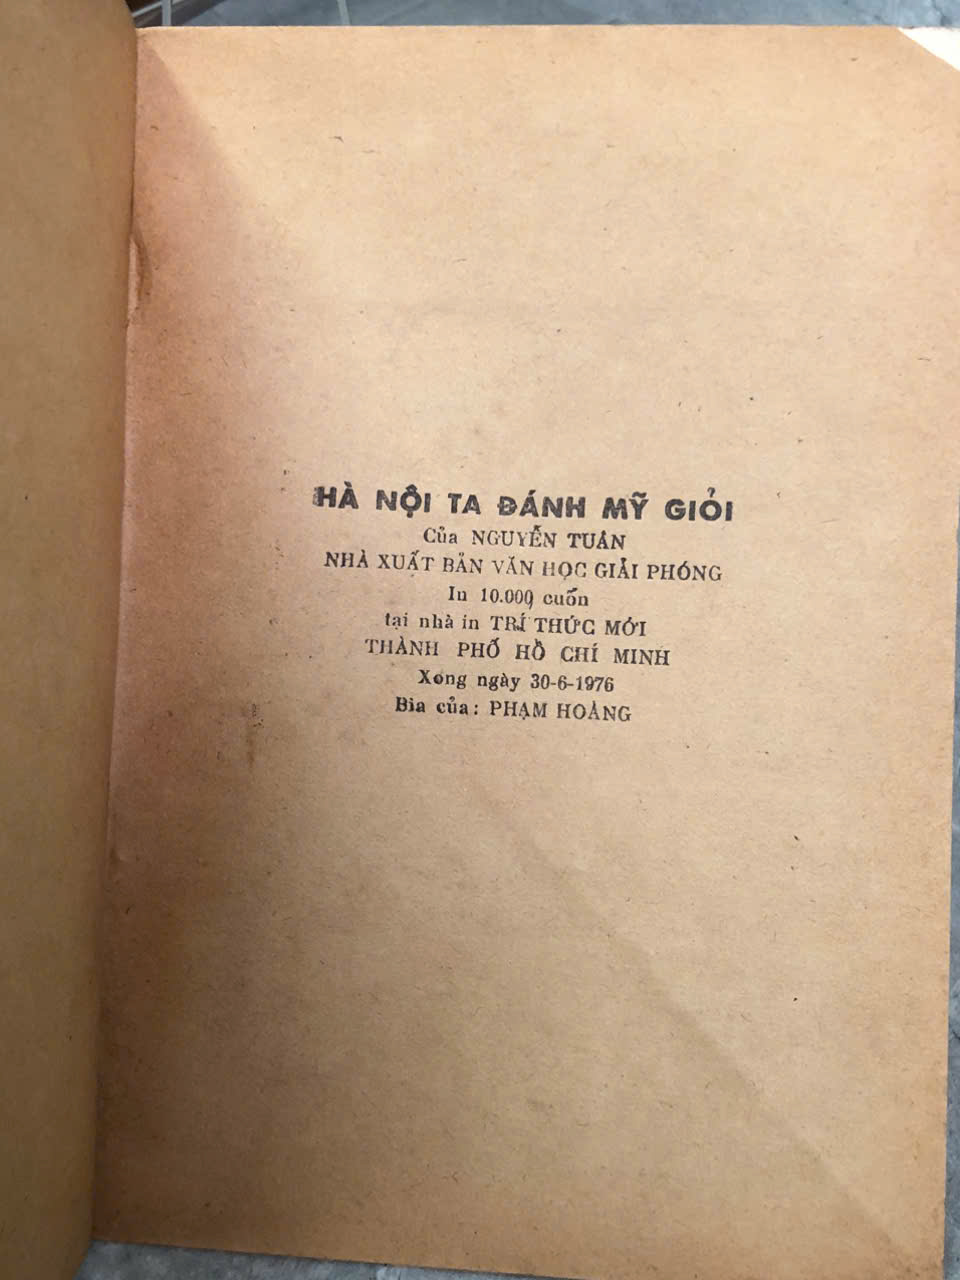 HÀ NỘI TA ĐÁNH MỸ GIỎI
Của NGUYỄN TUÂN
NHÀ XUẤT BẢN VĂN HỌC GIẢI PHÓNG
In 10.000 cuốn
tại nhà in TRÍ THỨC MỚI
THÀNH PHỐ HỒ CHÍ MINH
Xong ngày 30-6-1976
Bìa của: PHẠM HOÀNG